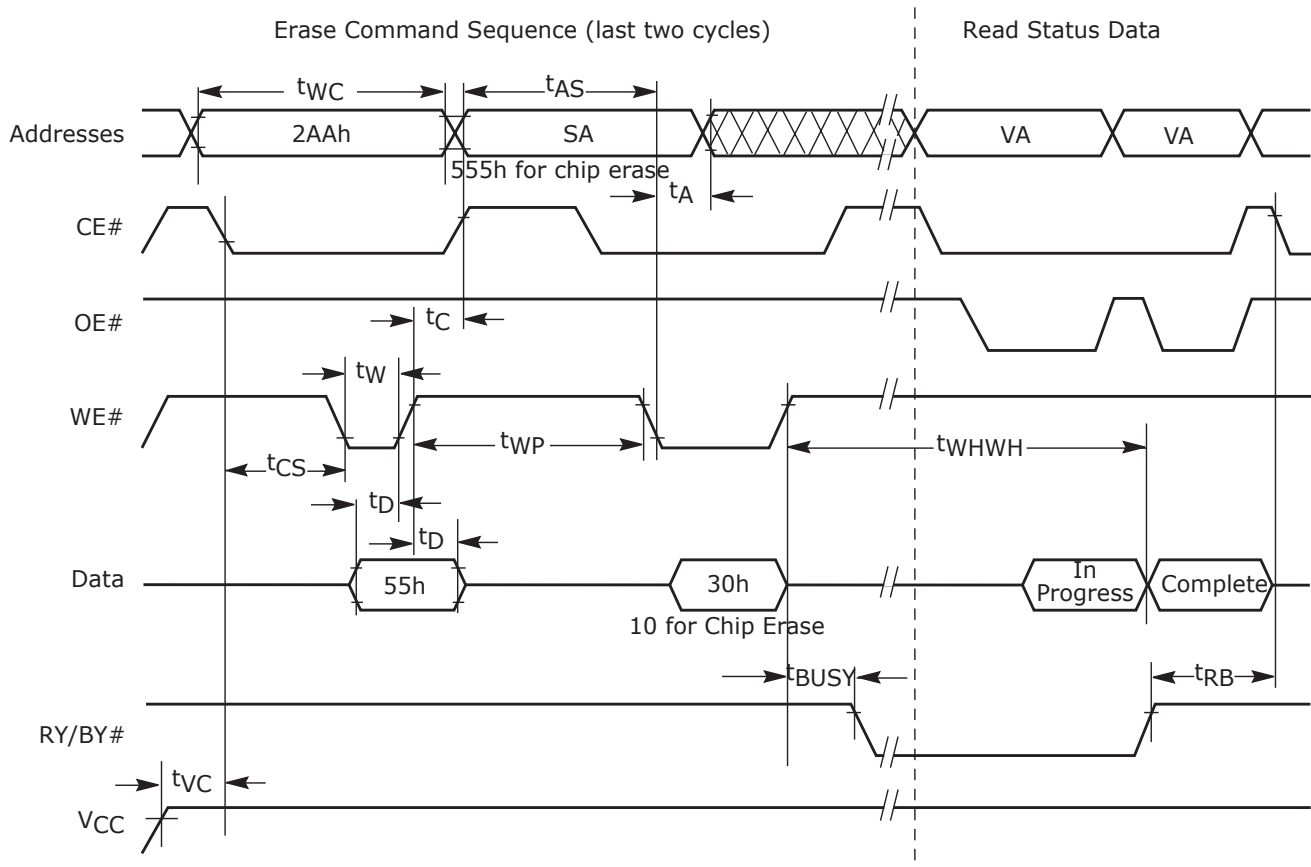 Erase Command Sequence (last two cycles)
Read Status Data
tWC
tAS
Addresses
2AAh
SA
VA
VA
555h for chip erase
tA
CE#
OE#
tC
tW
WE#
tWP
tWHWH
tCS
tD
tD
Data
55h
30h
In
Progress
Complete
10 for Chip Erase
tBUSY
tRB
RY/BY#
tVC
VCC